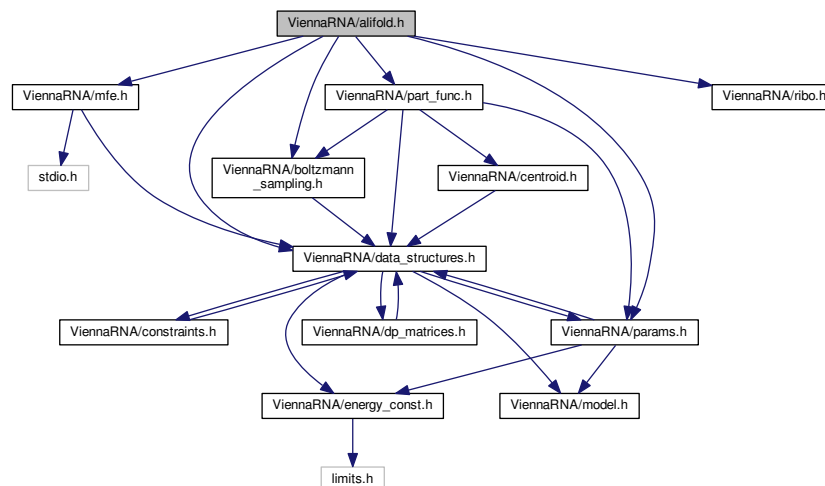 ViennaRNA/alifold.h
ViennaRNA/mfe.h
ViennaRNA/part_func.h
ViennaRNA/ribo.h
stdio.h
ViennaRNA/boltzmann
_sampling.h
ViennaRNA/centroid.h
ViennaRNA/data_structures.h
ViennaRNA/constraints.h
ViennaRNA/dp_matrices.h
ViennaRNA/params.h
ViennaRNA/energy_const.h
ViennaRNA/model.h
limits.h